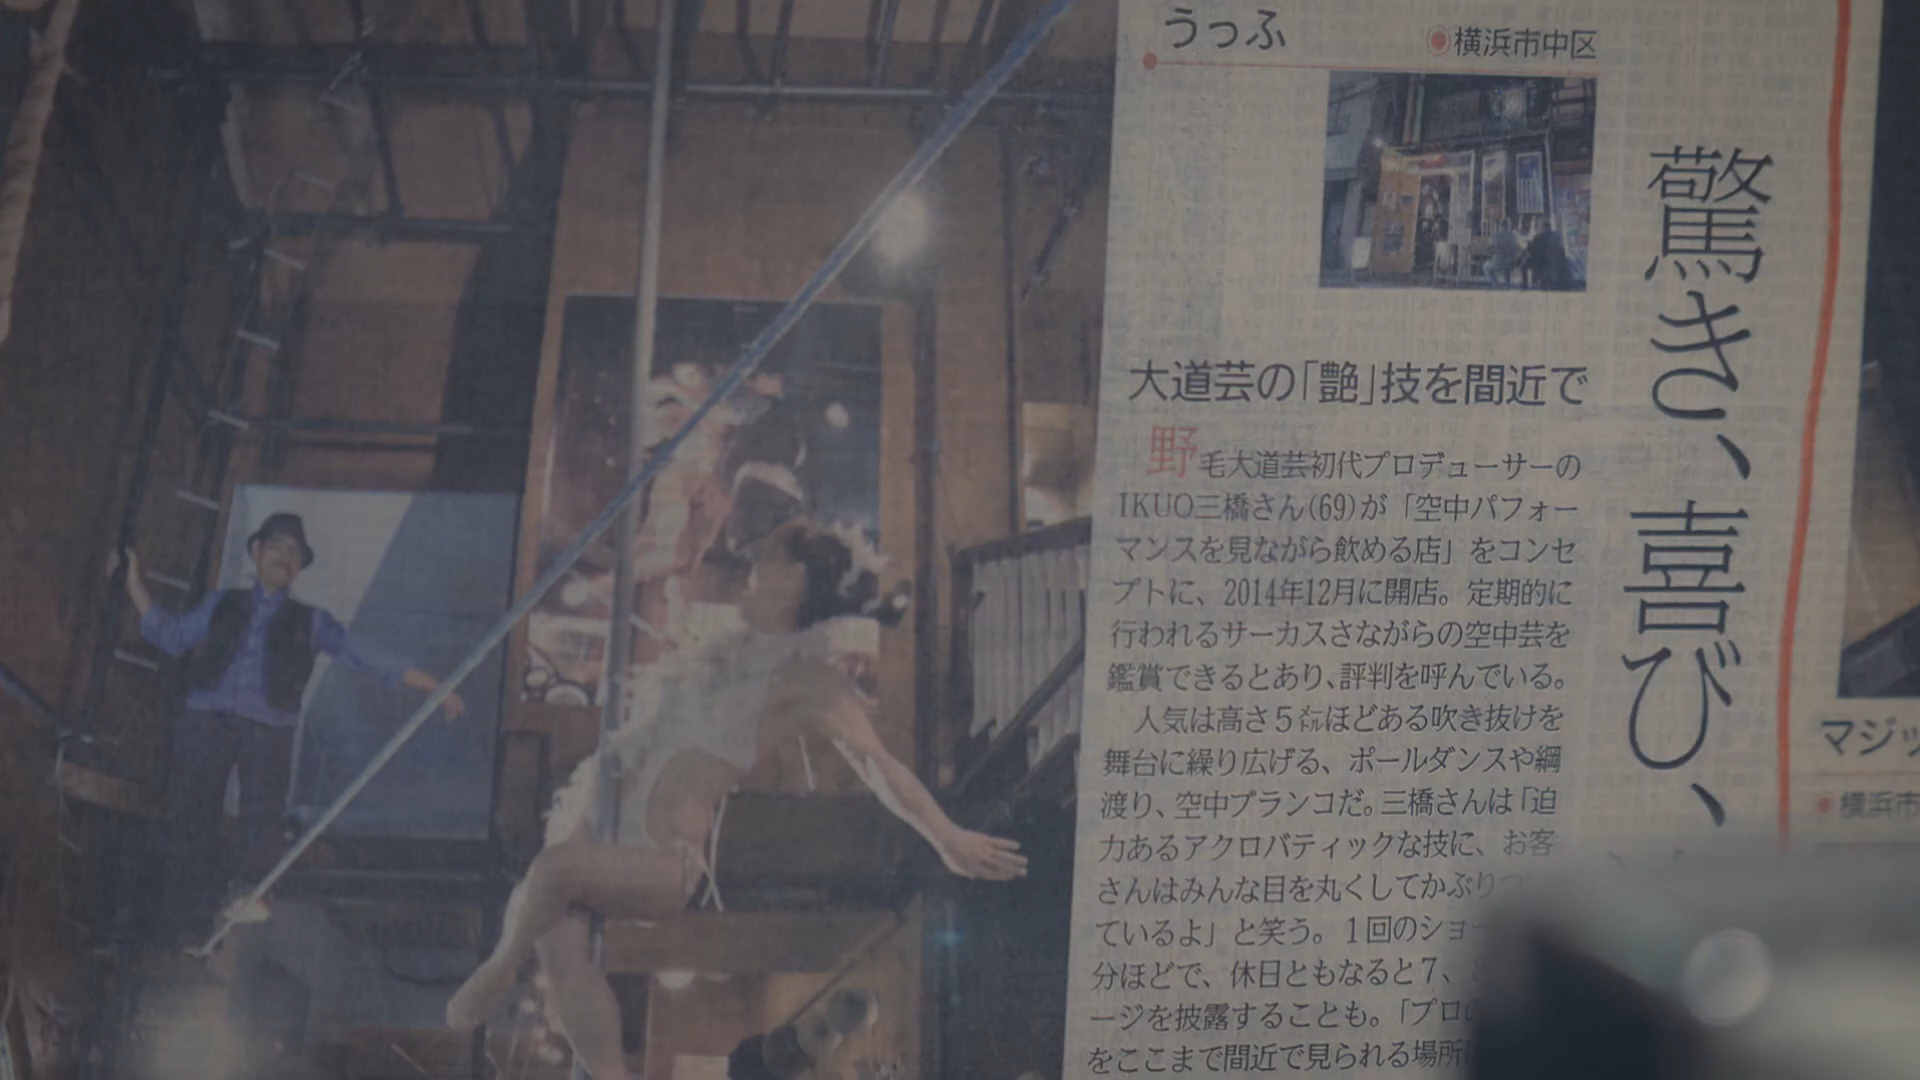 うっふ
横浜市中区
驚き、喜び、
大道芸の「艶」技を間近で
野毛大道芸初代プロデューサーの
IKUO三橋さん(69)が「空中パフォー
マンスを見ながら飲める店」をコンセ
プトに、2014年12月に開店。定期的に
行われるサーカスさながらの空中芸を
鑑賞できるとあり、評判を呼んでいる。
人気は高さ5㍍ほどある吹き抜けを
舞台に繰り広げる、ポールダンスや綱
渡り、空中ブランコだ。三橋さんは「迫
力あるアクロバティックな技に、お客
さんはみんな目を丸くしてかぶりつ
ているよ」と笑う。1回のショー
分ほどで、休日ともなると7、
ージを披露することも。「プロの
をここまで間近で見られる場所
マジッ
横浜市